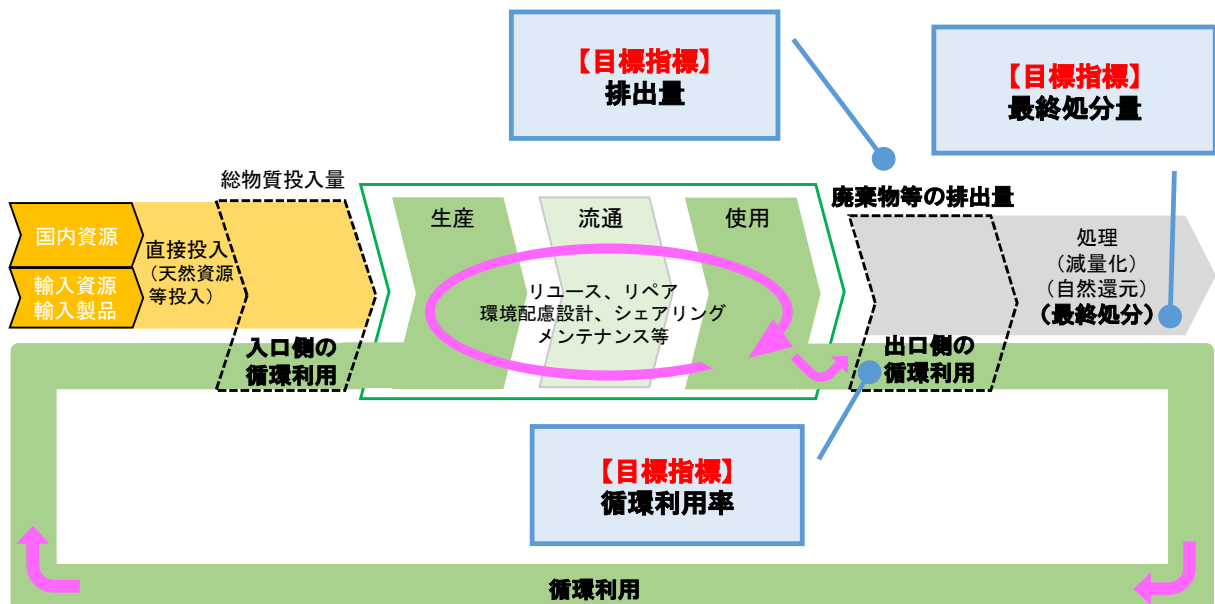 【目標指標】
排出量
【目標指標】
最終処分量
総物質投入量
国内資源
輸入資源
輸入製品
直接投入
（天然資源
等投入）
入口側の
循環利用
生産
流通
使用
リユース、リペア
環境配慮設計、シェアリング
メンテナンス等
廃棄物等の排出量
出口側の
循環利用
処理
（減量化）
（自然還元）
（最終処分）
【目標指標】
循環利用率
循環利用